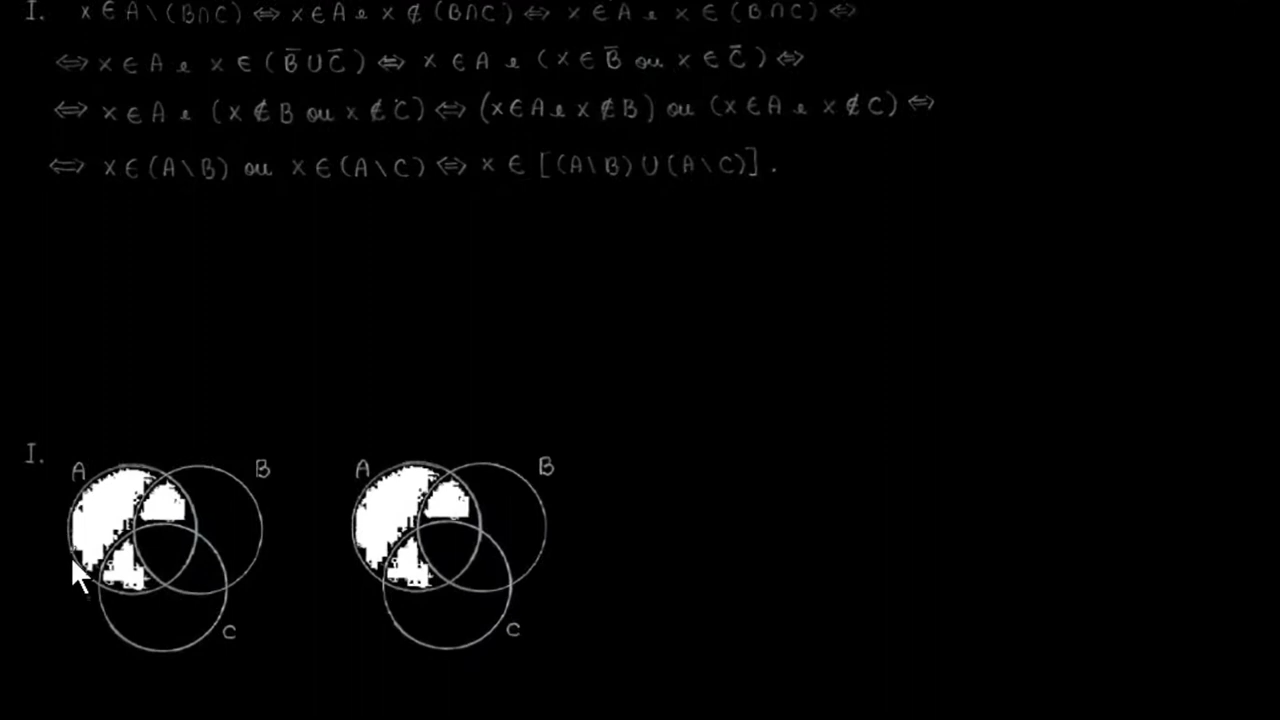 I. x ∈ A \ (B∩C) ⇔ x ∈ A e x ∉ (B∩C) ⇔ x ∈ A e x ∈ (B∩C) ⇔
⇔ x ∈ A e x ∈ (B̄ ∪ C̄) ⇔ x ∈ A e (x ∈ B̄ ou x ∈ C̄) ⇔
⇔ x ∈ A e (x ∉ B ou x ∉ C) ⇔ (x ∈ A e x ∉ B) ou (x ∈ A e x ∉ C) ⇔
⇔ x ∈ (A \ B) ou x ∈ (A \ C) ⇔ x ∈ [(A \ B) ∪ (A \ C)].
I.
A B C
A B C